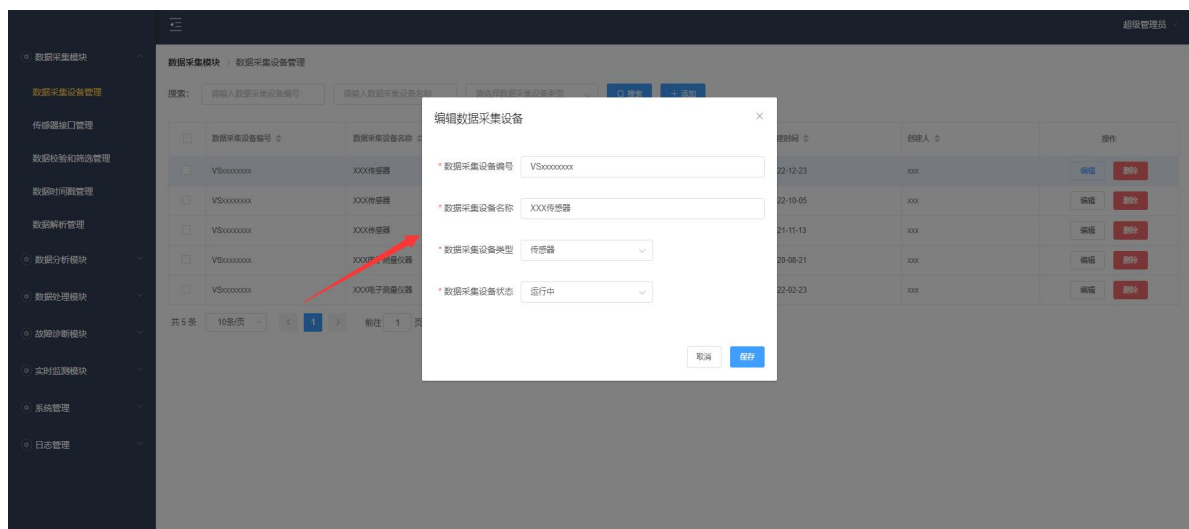 超级管理员
数据采集模块
数据采集设备管理
传感器接口管理
数据校验和筛选管理
数据时间戳管理
数据解析管理
数据分析模块
数据处理模块
故障诊断模块
实时监测模块
系统管理
日志管理
数据采集模块 > 数据采集设备管理
搜索: 请输入数据采集设备编号 请输入数据采集设备名称 请选择数据采集设备类型 搜索 + 添加
数据采集设备编号 数据采集设备名称 建时间 创建人 操作
VSxxxxxxxx XXX传感器 22-12-23 xxx 编辑 删除
VSxxxxxxxx XXX传感器 22-10-05 xxx 编辑 删除
VSxxxxxxxx XXX传感器 21-11-13 xxx 编辑 删除
VSxxxxxxxx XXX电子测量仪器 20-08-21 xxx 编辑 删除
VSxxxxxxxx XXX电子测量仪器 22-02-23 xxx 编辑 删除
共 5 条 10条/页 < 1 > 前往 1 页
编辑数据采集设备 ×
* 数据采集设备编号 VSxxxxxxxx
* 数据采集设备名称 XXX传感器
* 数据采集设备类型 传感器
* 数据采集设备状态 运行中
取消 保存